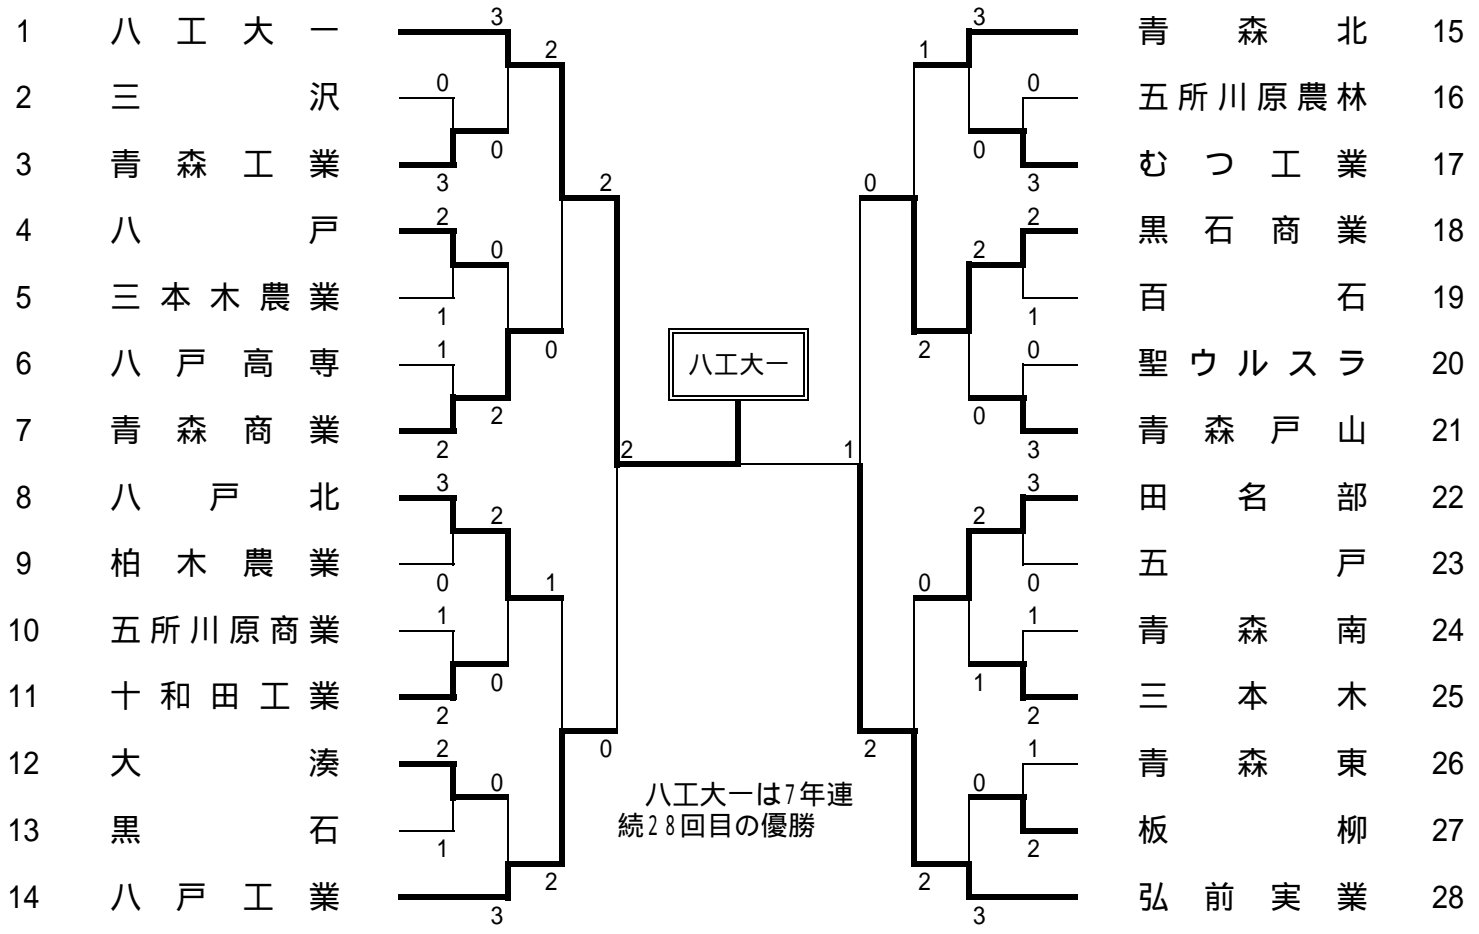 1 八工大一
2 三沢
3 青森工業
4 八戸
5 三本木農業
6 八戸高専
7 青森商業
8 八戸北
9 柏木農業
10 五所川原商業
11 十和田工業
12 大湊
13 黒石
14 八戸工業
3
0
3
2
1
1
2
3
0
1
2
2
1
3
2
0
0
2
2
0
0
2
2
0
1
2
2
0
2
八工大一
八工大一は7年連
続28回目の優勝
1
0
2
1
2
0
2
3
0
2
0
2
1
0
3
0
3
2
1
0
3
3
0
1
2
1
2
青森北 15
五所川原農林 16
むつ工業 17
黒石商業 18
百石 19
聖ウルスラ 20
青森戸山 21
田名部 22
五戸 23
青森南 24
三本木 25
青森東 26
板柳 27
弘前実業 28